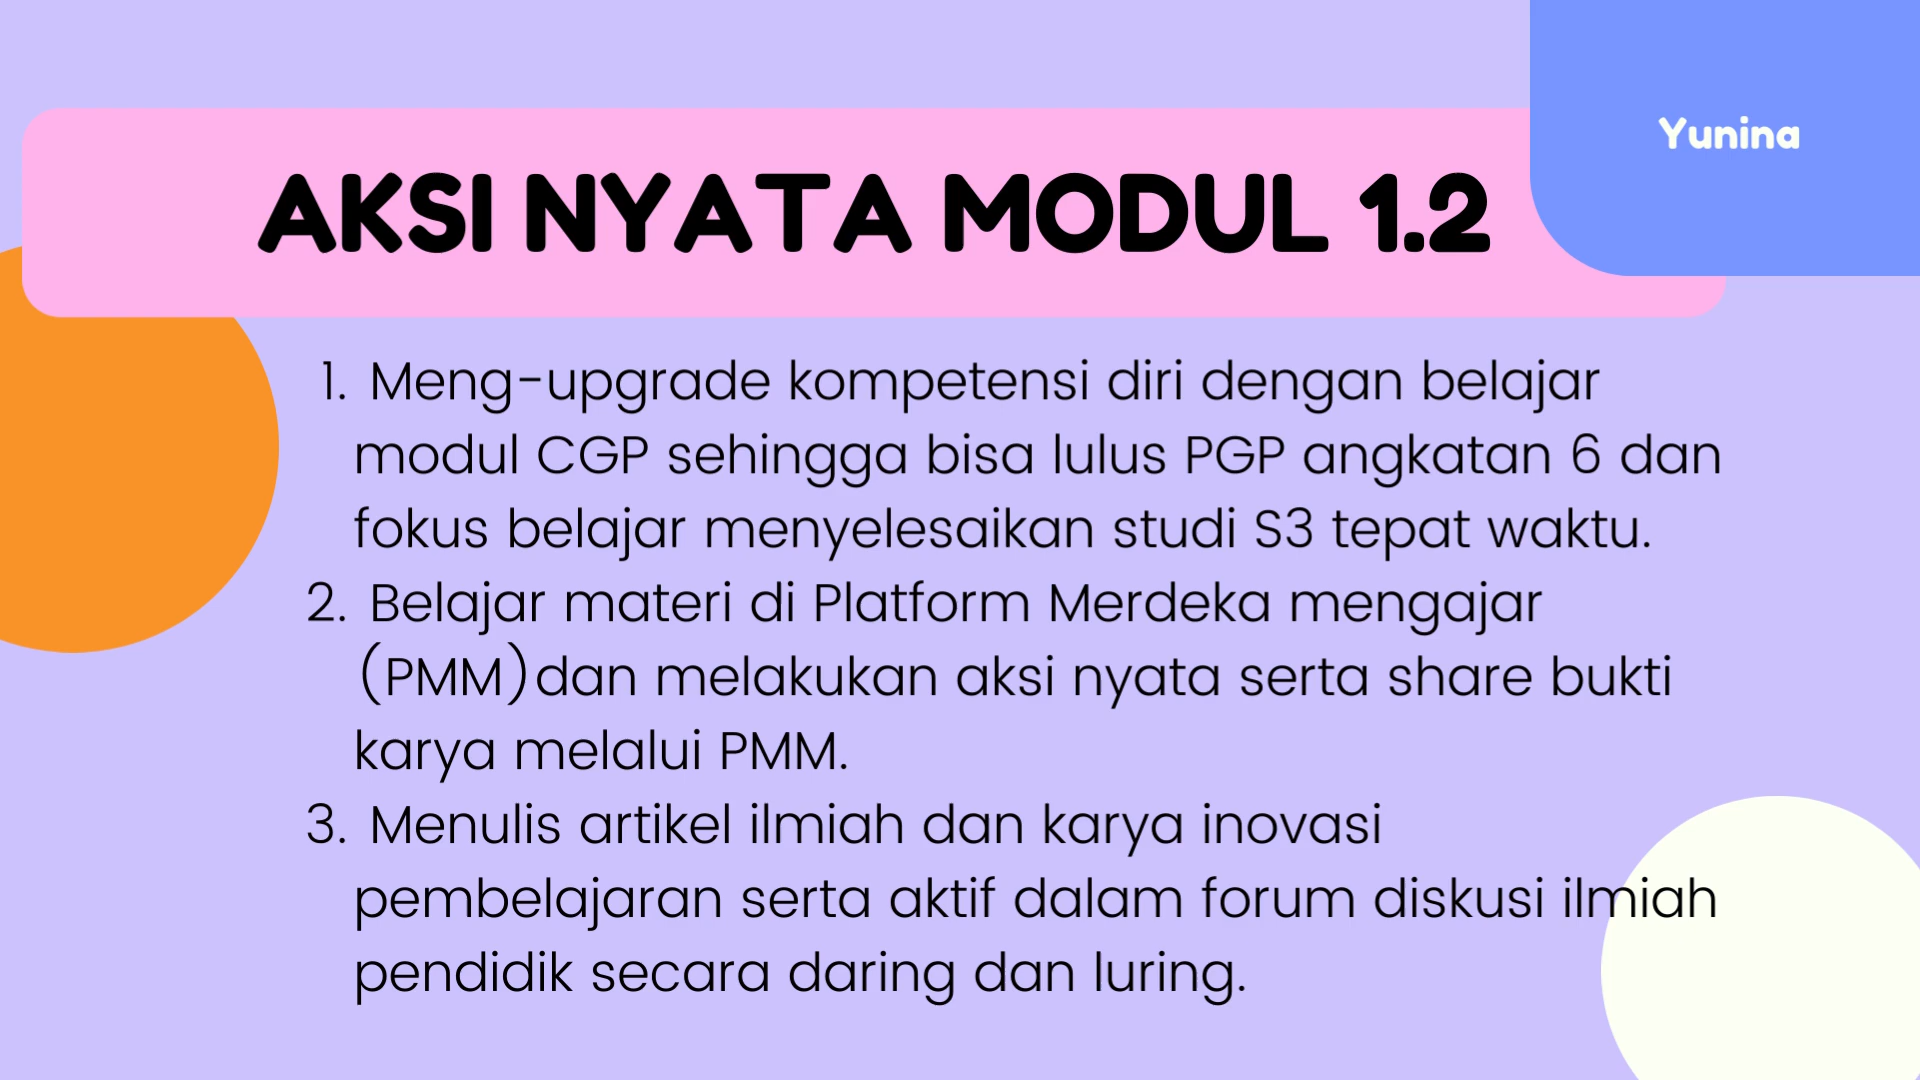 Yunina
AKSI NYATA MODUL 1.2
1. Meng-upgrade kompetensi diri dengan belajar
modul CGP sehingga bisa lulus PGP angkatan 6 dan
fokus belajar menyelesaikan studi S3 tepat waktu.
2. Belajar materi di Platform Merdeka mengajar
(PMM)dan melakukan aksi nyata serta share bukti
karya melalui PMM.
3. Menulis artikel ilmiah dan karya inovasi
pembelajaran serta aktif dalam forum diskusi ilmiah
pendidik secara daring dan luring.